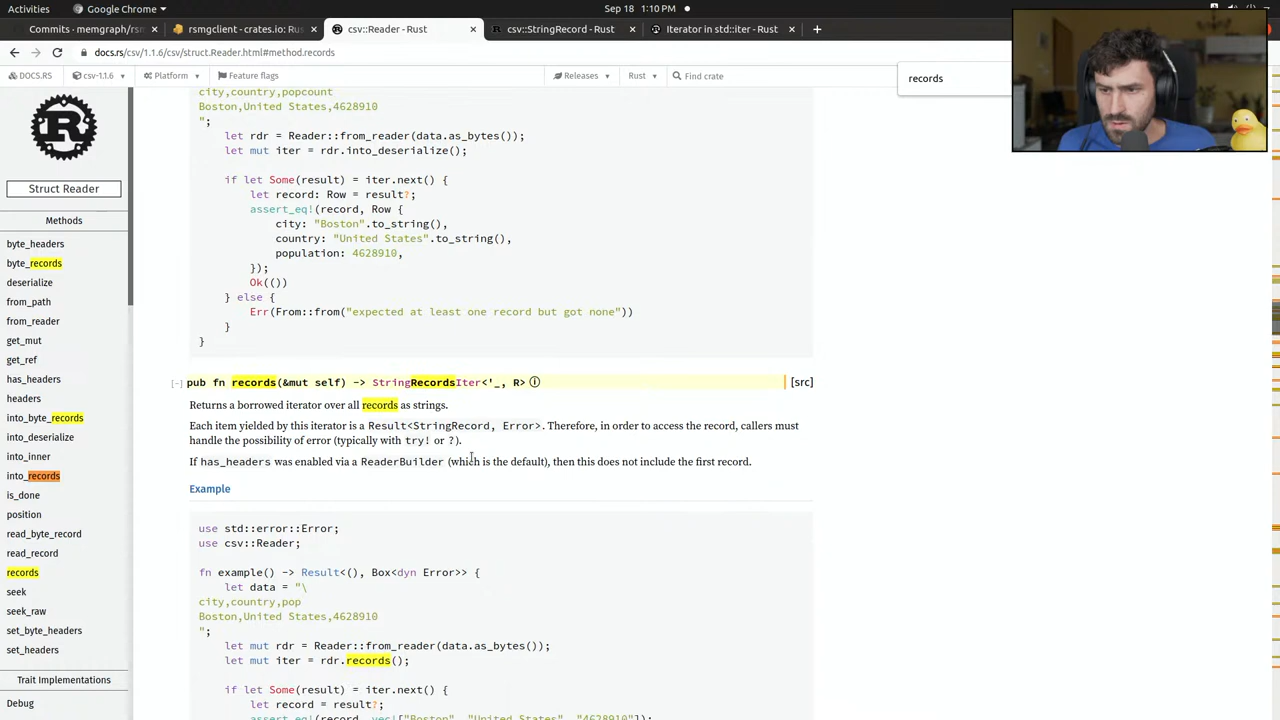 Activities
Google Chrome
Sep 18 1:10 PM
Commits · memgraph/rsm
rsmgclient - crates.io: R
csv::Reader - Rust
csv::StringRecord - Rust
Iterator in std::iter - Rust
docs.rs/csv/1.1.6/csv/struct.Reader.html#method.records
DOCS.RS
csv-1.1.6
Platform
Feature flags
Releases
Rust
Find crate
records
Struct Reader
Methods
byte_headers
byte_records
deserialize
from_path
from_reader
get_mut
get_ref
has_headers
headers
into_byte_records
into_deserialize
into_inner
into_records
is_done
position
read_byte_record
read_record
records
seek
seek_raw
set_byte_headers
set_headers
Trait Implementations
Debug
city,country,popcount
Boston,United States,4628910
";
let rdr = Reader::from_reader(data.as_bytes());
let mut iter = rdr.into_deserialize();
if let Some(result) = iter.next() {
let record: Row = result?;
assert_eq!(record, Row {
city: "Boston".to_string(),
country: "United States".to_string(),
population: 4628910,
});
Ok(())
} else {
Err(From::from("expected at least one record but got none"))
}
}
[-] pub fn records(&mut self) -> StringRecordsIter<'_, R> ⓘ [src]
Returns a borrowed iterator over all records as strings.
Each item yielded by this iterator is a Result<StringRecord, Error>. Therefore, in order to access the record, callers must
handle the possibility of error (typically with try! or ?).
If has_headers was enabled via a ReaderBuilder (which is the default), then this does not include the first record.
Example
use std::error::Error;
use csv::Reader;
fn example() -> Result<(), Box<dyn Error>> {
let data = "\
city,country,pop
Boston,United States,4628910
";
let mut rdr = Reader::from_reader(data.as_bytes());
let mut iter = rdr.records();
if let Some(result) = iter.next() {
let record = result?;
assert_eq!(record, vec!["Boston", "United States", "4628910"]);